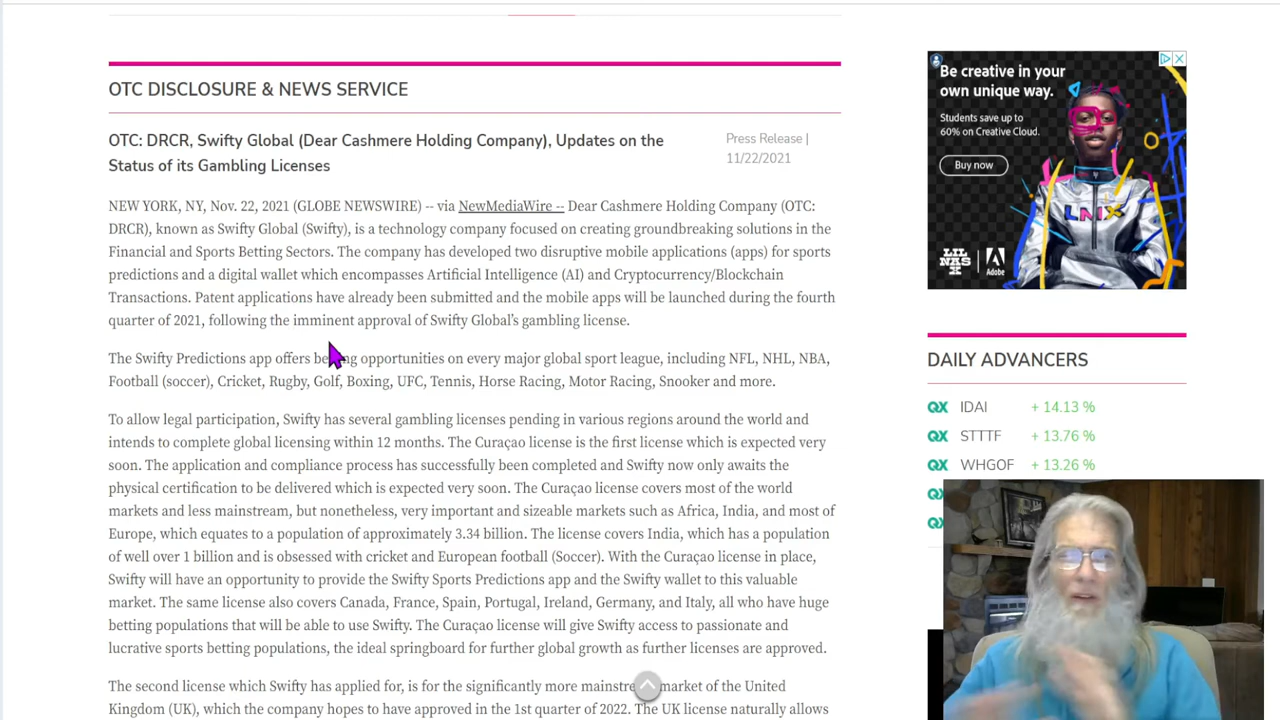 OTC DISCLOSURE & NEWS SERVICE
OTC: DRCR, Swifty Global (Dear Cashmere Holding Company), Updates on the
Status of its Gambling Licenses
Press Release |
11/22/2021
NEW YORK, NY, Nov. 22, 2021 (GLOBE NEWSWIRE) -- via NewMediaWire -- Dear Cashmere Holding Company (OTC:
DRCR), known as Swifty Global (Swifty), is a technology company focused on creating groundbreaking solutions in the
Financial and Sports Betting Sectors. The company has developed two disruptive mobile applications (apps) for sports
predictions and a digital wallet which encompasses Artificial Intelligence (AI) and Cryptocurrency/Blockchain
Transactions. Patent applications have already been submitted and the mobile apps will be launched during the fourth
quarter of 2021, following the imminent approval of Swifty Global's gambling license.
The Swifty Predictions app offers betting opportunities on every major global sport league, including NFL, NHL, NBA,
Football (soccer), Cricket, Rugby, Golf, Boxing, UFC, Tennis, Horse Racing, Motor Racing, Snooker and more.
To allow legal participation, Swifty has several gambling licenses pending in various regions around the world and
intends to complete global licensing within 12 months. The Curaçao license is the first license which is expected very
soon. The application and compliance process has successfully been completed and Swifty now only awaits the
physical certification to be delivered which is expected very soon. The Curaçao license covers most of the world
markets and less mainstream, but nonetheless, very important and sizeable markets such as Africa, India, and most of
Europe, which equates to a population of approximately 3.34 billion. The license covers India, which has a population
of well over 1 billion and is obsessed with cricket and European football (Soccer). With the Curaçao license in place,
Swifty will have an opportunity to provide the Swifty Sports Predictions app and the Swifty wallet to this valuable
market. The same license also covers Canada, France, Spain, Portugal, Ireland, Germany, and Italy, all who have huge
betting populations that will be able to use Swifty. The Curaçao license will give Swifty access to passionate and
lucrative sports betting populations, the ideal springboard for further global growth as further licenses are approved.
The second license which Swifty has applied for, is for the significantly more mainstream market of the United
Kingdom (UK), which the company hopes to have approved in the 1st quarter of 2022. The UK license naturally allows
Be creative in your
own unique way.
Students save up to
60% on Creative Cloud.
Buy now
LNX
LIL
NAS
X
Adobe
DAILY ADVANCERS
QX IDAI + 14.13 %
QX STTTF + 13.76 %
QX WHGOF + 13.26 %